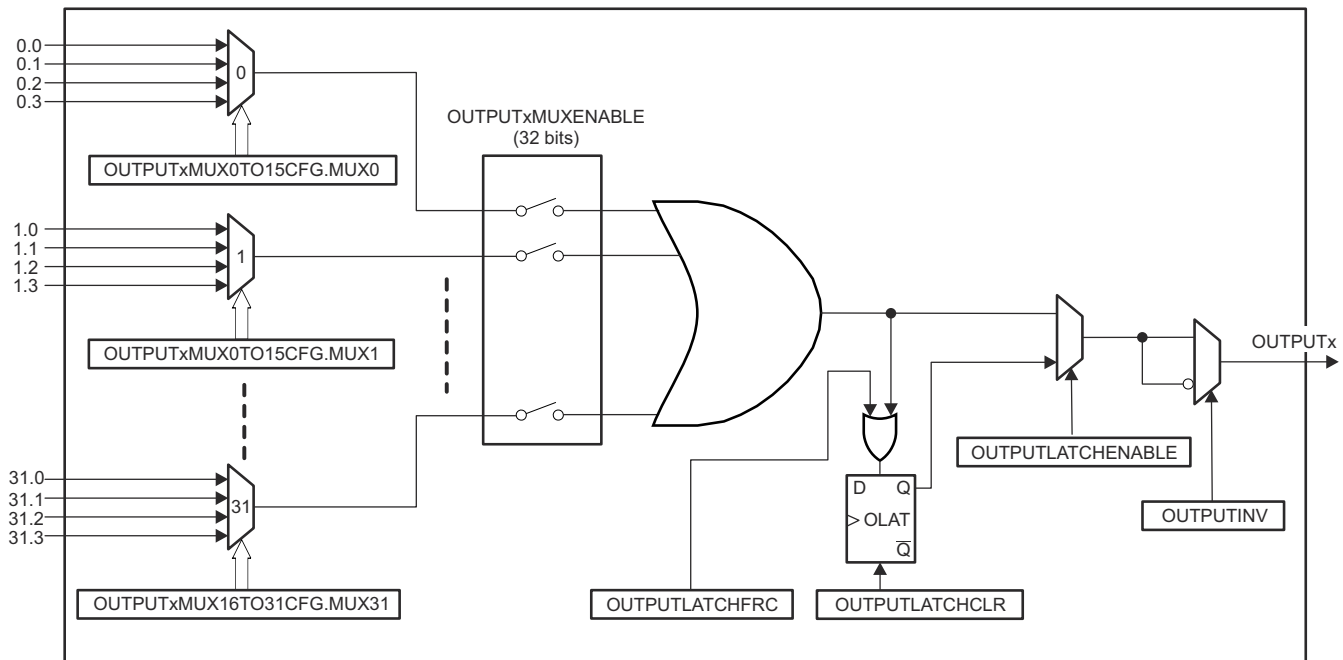 0.0
0.1
0.2
0.3
0
OUTPUTxMUX0TO15CFG.MUX0
OUTPUTxMUXENABLE
(32 bits)
1.0
1.1
1.2
1.3
1
OUTPUTxMUX0TO15CFG.MUX1
31.0
31.1
31.2
31.3
31
OUTPUTxMUX16TO31CFG.MUX31
OUTPUTx
OUTPUTLATCHENABLE
OUTPUTINV
D Q
OLAT
Q
OUTPUTLATCHFRC
OUTPUTLATCHCLR